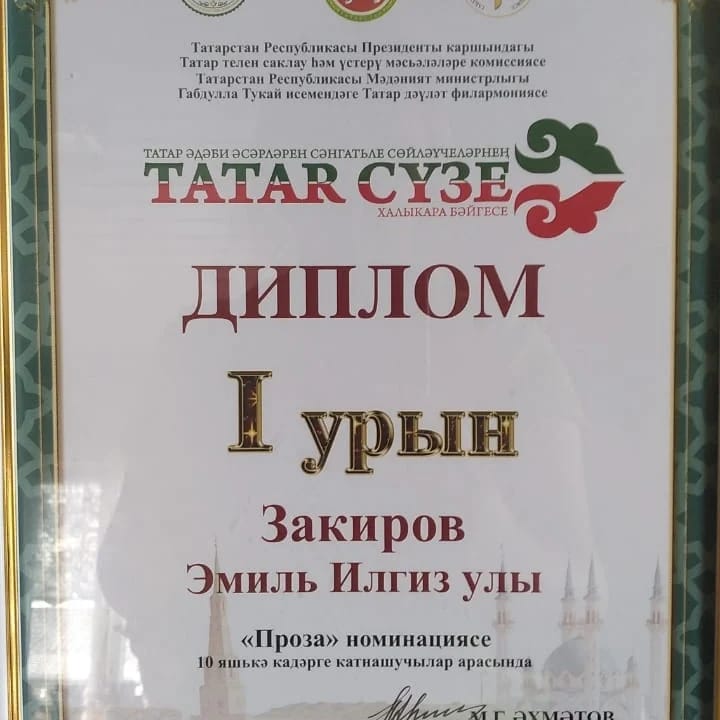 Татарстан Республикасы Президенты каршындагы
Татар телен саклау һәм үстерү мәсьәләләре комиссиясе
Татарстан Республикасы Мәдәният министрлыгы
Габдулла Тукай исемендәге Татар дәүләт филармониясе
ТАТАР ӘДӘБИ ӘСӘРЛӘРЕН СӘНГАТЬЛЕ СӨЙЛӘҮЧЕЛӘРНЕҢ
ТАТАR СҮЗЕ
ХАЛЫКАРА БӘЙГЕСЕ
ДИПЛОМ
I урын
Закиров
Эмиль Илгиз улы
«Проза» номинациясе
10 яшькә кадәрге катнашучылар арасында
М.Г. ӘХМӘТОВ